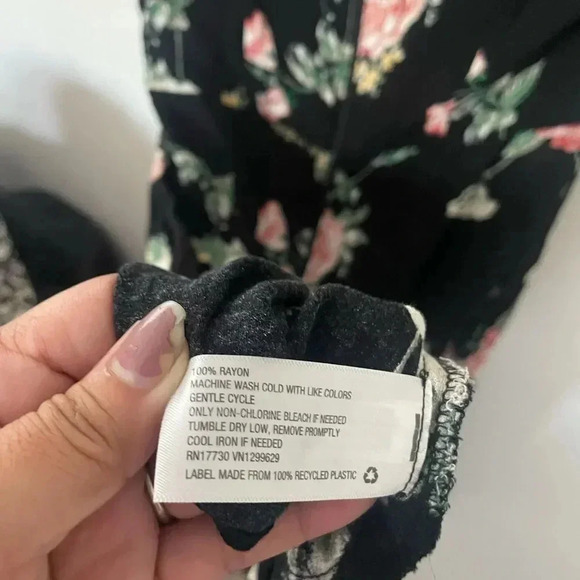 100% RAYON
MACHINE WASH COLD WITH LIKE COLORS
GENTLE CYCLE
ONLY NON-CHLORINE BLEACH IF NEEDED
TUMBLE DRY LOW, REMOVE PROMPTLY
COOL IRON IF NEEDED
RN17730 VN1299629
LABEL MADE FROM 100% RECYCLED PLASTIC